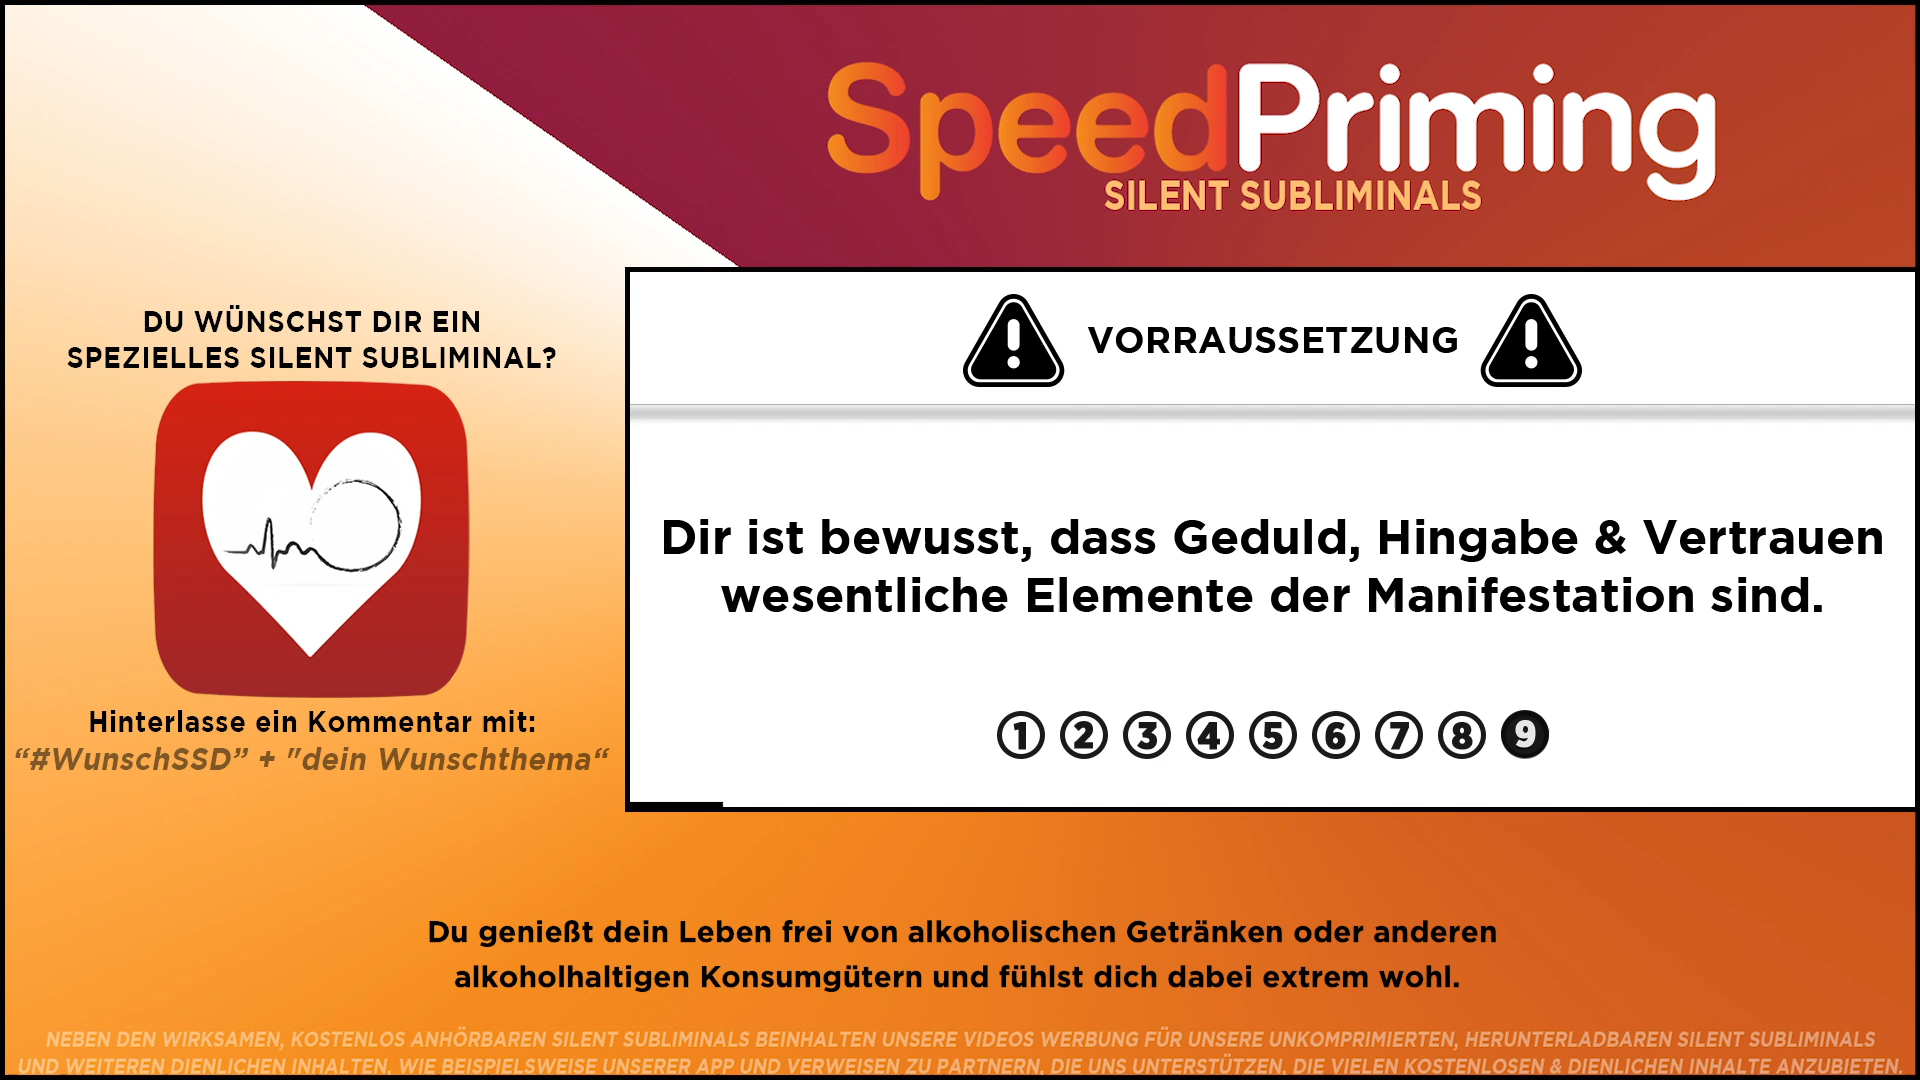 SpeedPriming
SILENT SUBLIMINALS
DU WÜNSCHST DIR EIN
SPEZIELLES SILENT SUBLIMINAL?
Hinterlasse ein Kommentar mit:
“#WunschSSD” + "dein Wunschthema“
VORRAUSSETZUNG
Dir ist bewusst, dass Geduld, Hingabe & Vertrauen
wesentliche Elemente der Manifestation sind.
1 2 3 4 5 6 7 8 9
Du genießt dein Leben frei von alkoholischen Getränken oder anderen
alkoholhaltigen Konsumgütern und fühlst dich dabei extrem wohl.
NEBEN DEN WIRKSAMEN, KOSTENLOS ANHÖRBAREN SILENT SUBLIMINALS BEINHALTEN UNSERE VIDEOS WERBUNG FÜR UNSERE UNKOMPRIMIERTEN, HERUNTERLADBAREN SILENT SUBLIMINALS
UND WEITEREN DIENLICHEN INHALTEN, WIE BEISPIELSWEISE UNSERER APP UND VERWEISEN ZU PARTNERN, DIE UNS UNTERSTÜTZEN, DIE VIELEN KOSTENLOSEN & DIENLICHEN INHALTE ANZUBIETEN.